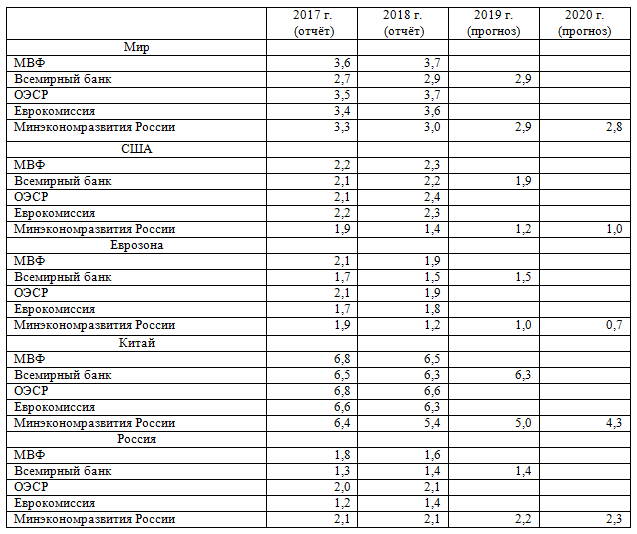 2017 г. (отчёт) 2018 г. (отчёт) 2019 г. (прогноз) 2020 г. (прогноз)
Мир
МВФ 3,6 3,7
Всемирный банк 2,7 2,9 2,9
ОЭСР 3,5 3,7
Еврокомиссия 3,4 3,6
Минэкономразвития России 3,3 3,0 2,9 2,8
США
МВФ 2,2 2,3
Всемирный банк 2,1 2,2 1,9
ОЭСР 2,1 2,4
Еврокомиссия 2,2 2,3
Минэкономразвития России 1,9 1,4 1,2 1,0
Еврозона
МВФ 2,1 1,9
Всемирный банк 1,7 1,5 1,5
ОЭСР 2,1 1,9
Еврокомиссия 1,7 1,8
Минэкономразвития России 1,9 1,2 1,0 0,7
Китай
МВФ 6,8 6,5
Всемирный банк 6,5 6,3 6,3
ОЭСР 6,8 6,6
Еврокомиссия 6,6 6,3
Минэкономразвития России 6,4 5,4 5,0 4,3
Россия
МВФ 1,8 1,6
Всемирный банк 1,3 1,4 1,4
ОЭСР 2,0 2,1
Еврокомиссия 1,2 1,4
Минэкономразвития России 2,1 2,1 2,2 2,3